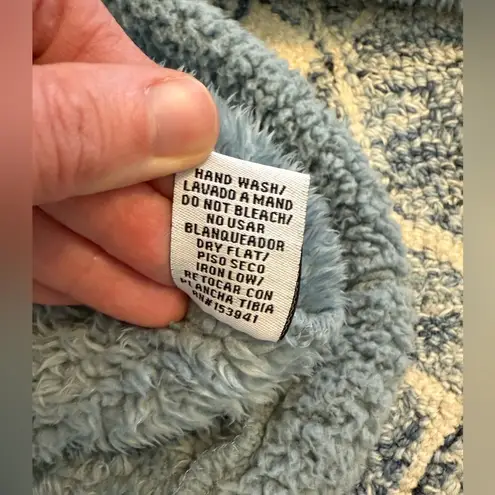 HAND WASH/
LAVADO A MANO
DO NOT BLEACH/
NO USAR
BLANQUEADOR
DRY FLAT/
PISO SECO
IRON LOW/
RETOCAR CON
PLANCHA TIBIA
RN#153941